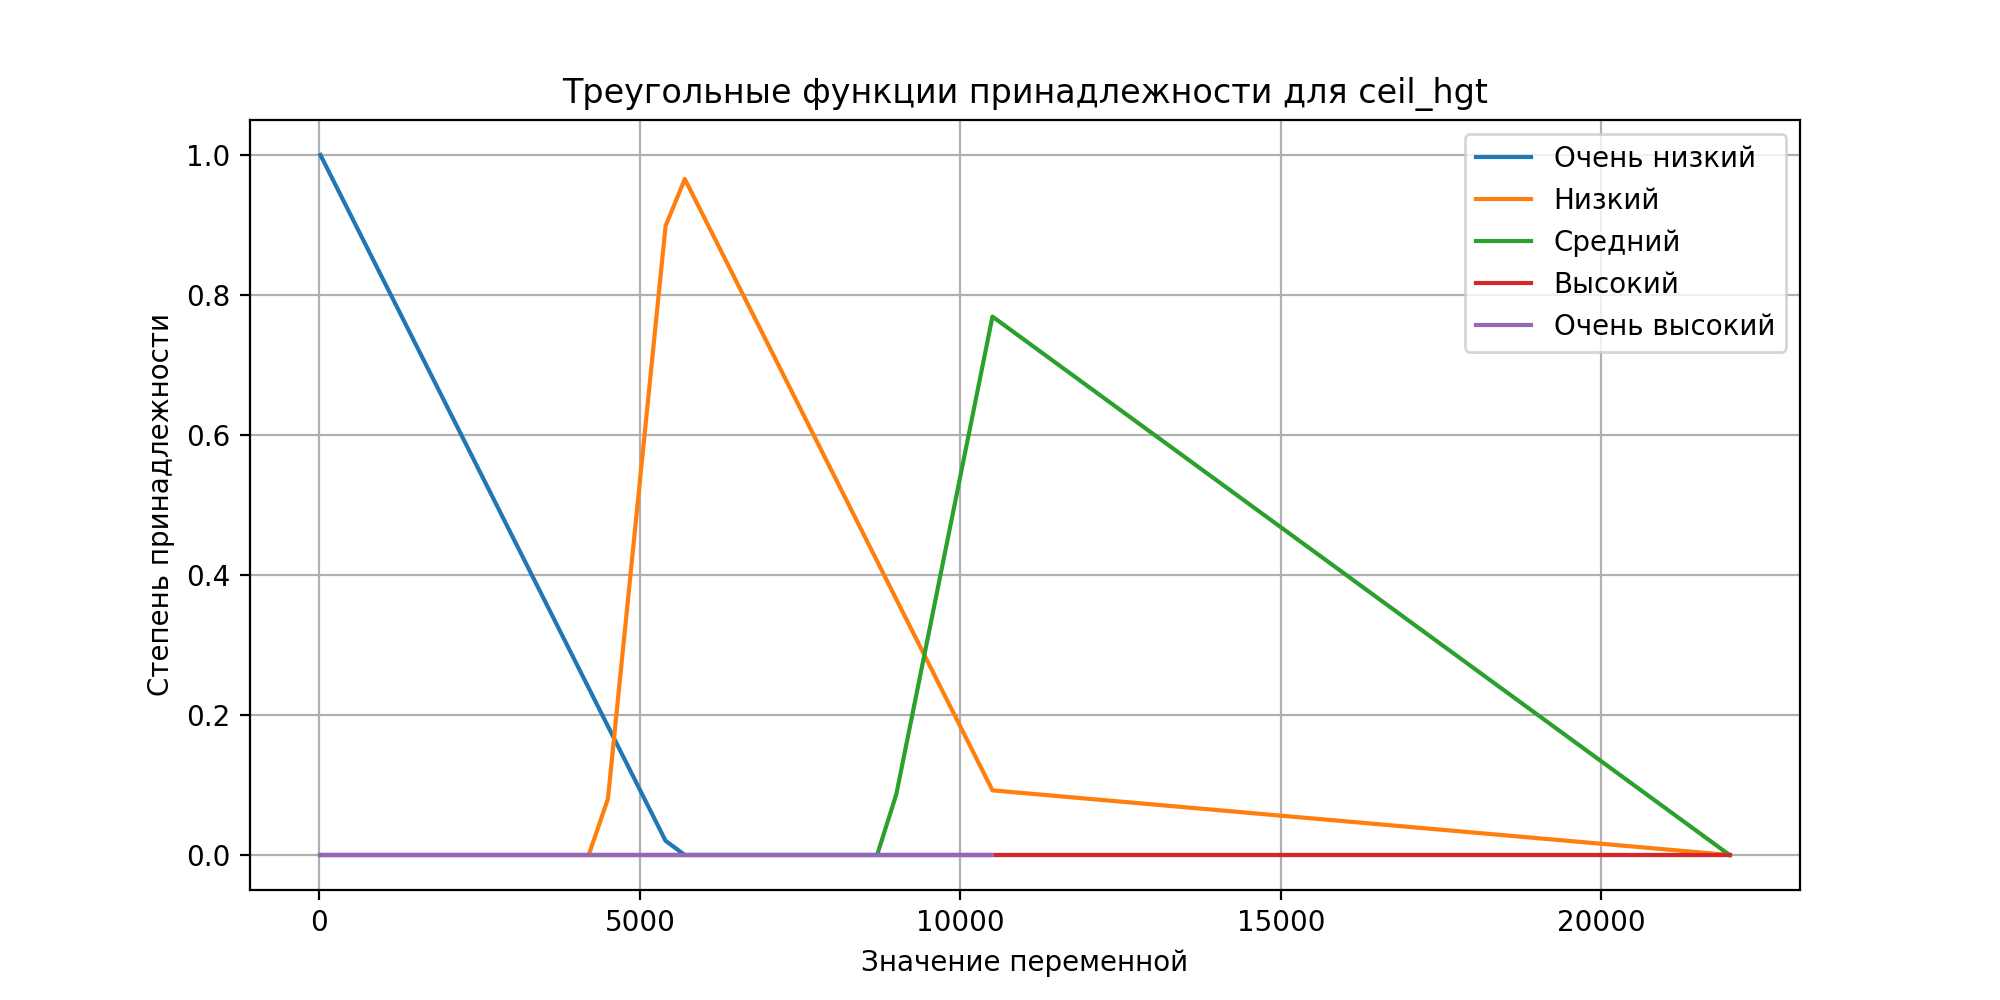 Треугольные функции принадлежности для ceil_hgt
Степень принадлежности
1.0
0.8
0.6
0.4
0.2
0.0
Очень низкий
Низкий
Средний
Высокий
Очень высокий
0 5000 10000 15000 20000
Значение переменной